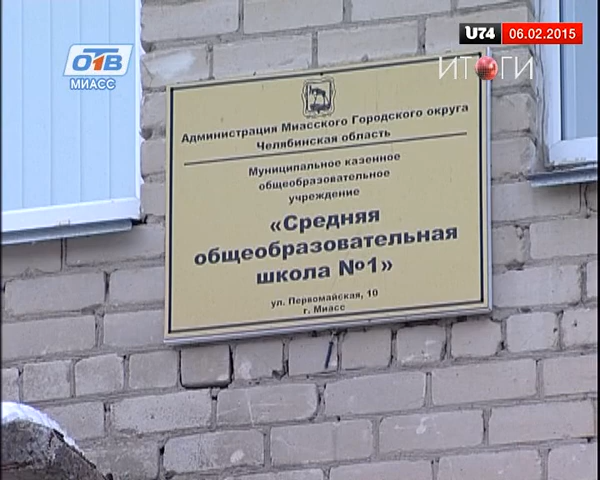 ОТВ
МИАСС
U74 06.02.2015
ИТОГИ
Администрация Миасского Городского округа
Челябинская область
Муниципальное казенное
общеобразовательное
учреждение
«Средняя
общеобразовательная
школа №1»
ул. Первомайская, 10
г. Миасс